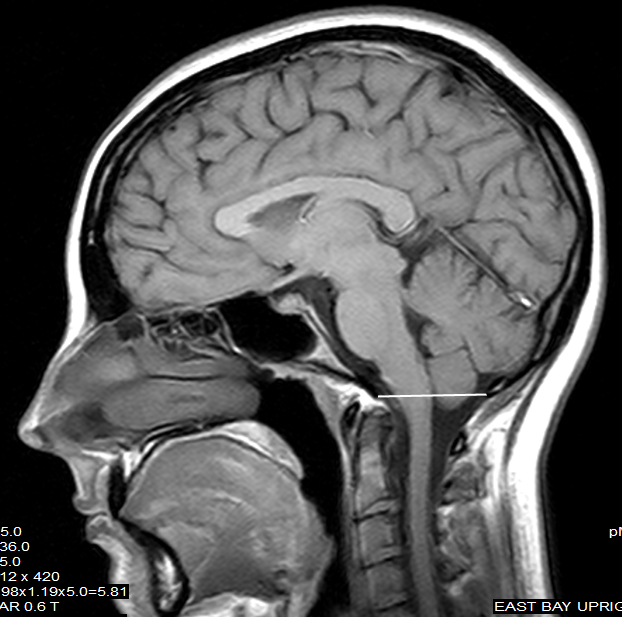 5.0
36.0
5.0
12 x 420
98x1.19x5.0=5.81
AR 0.6 T
EAST BAY UPRIG